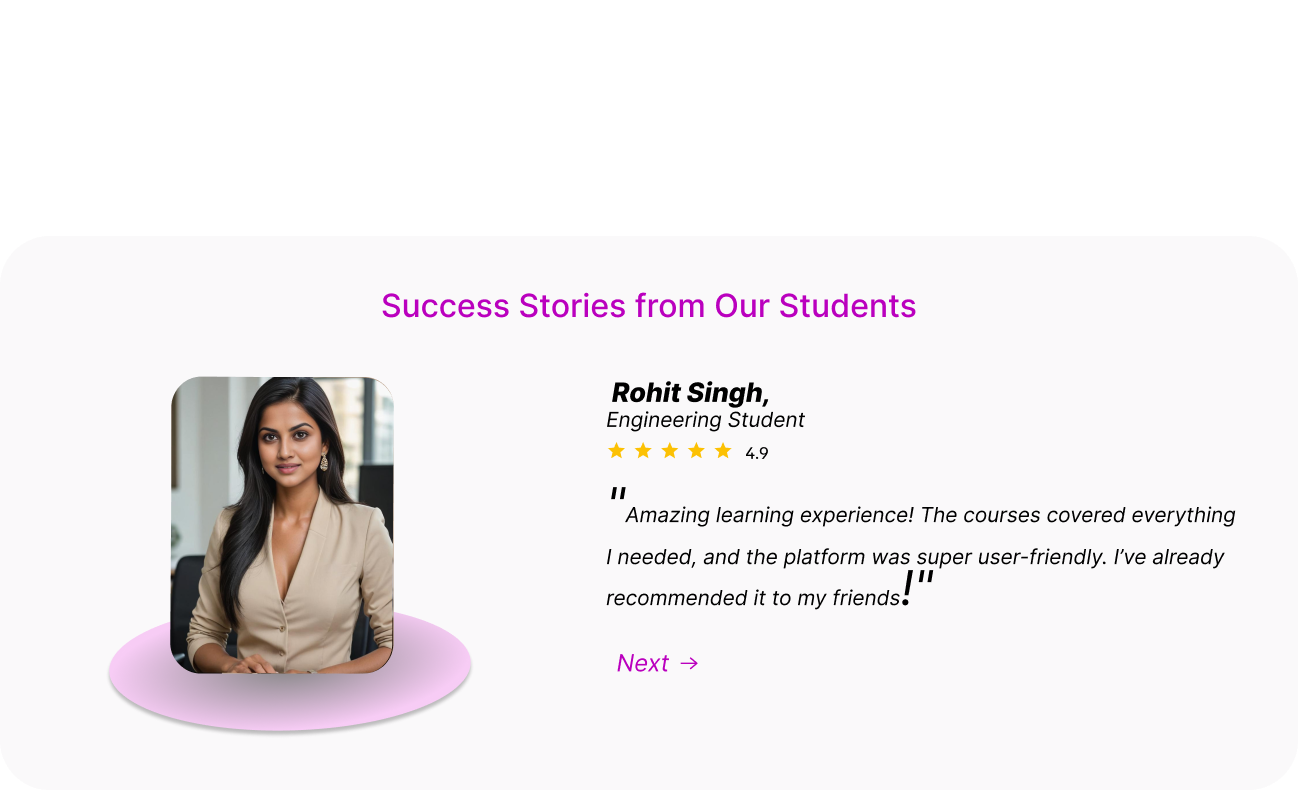 Success Stories from Our Students
Rohit Singh,
Engineering Student
4.9
"Amazing learning experience! The courses covered everything
I needed, and the platform was super user-friendly. I’ve already
recommended it to my friends!"
Next →